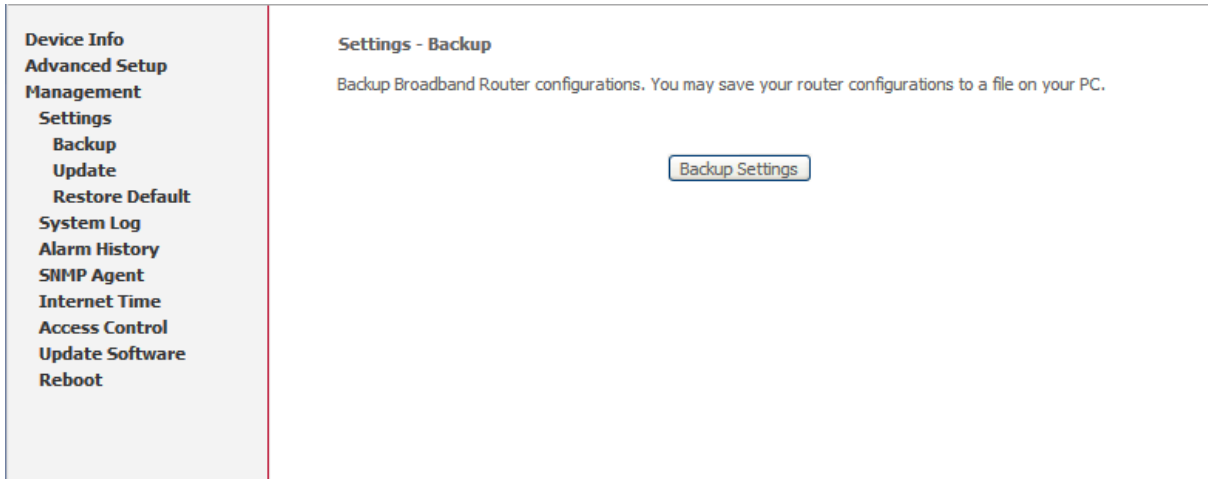 Device Info
Advanced Setup
Management
Settings
Backup
Update
Restore Default
System Log
Alarm History
SNMP Agent
Internet Time
Access Control
Update Software
Reboot
Settings - Backup
Backup Broadband Router configurations. You may save your router configurations to a file on your PC.
Backup Settings